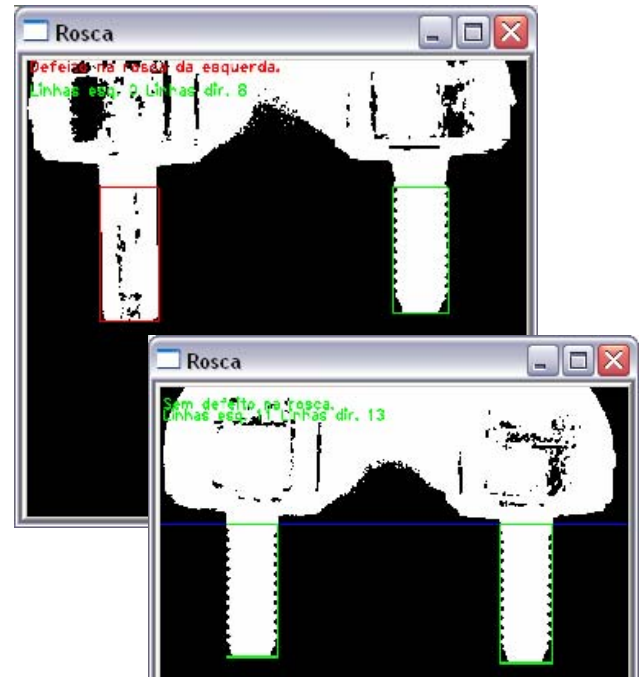 Rosca
Defeito na rosca da esquerda.
Linhas esq. Linhas dir. 8
Rosca
Sem defeito na rosca.
Linhas esq. 11 Linhas dir. 13